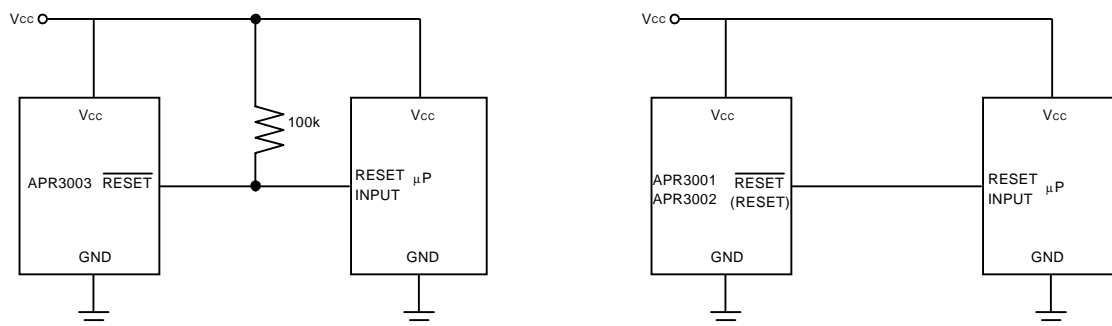 Vcc
Vcc
Vcc
100k
APR3003 RESET
RESET μP
INPUT
GND
GND
Vcc
Vcc
Vcc
APR3001 RESET
APR3002 (RESET)
RESET μP
INPUT
GND
GND